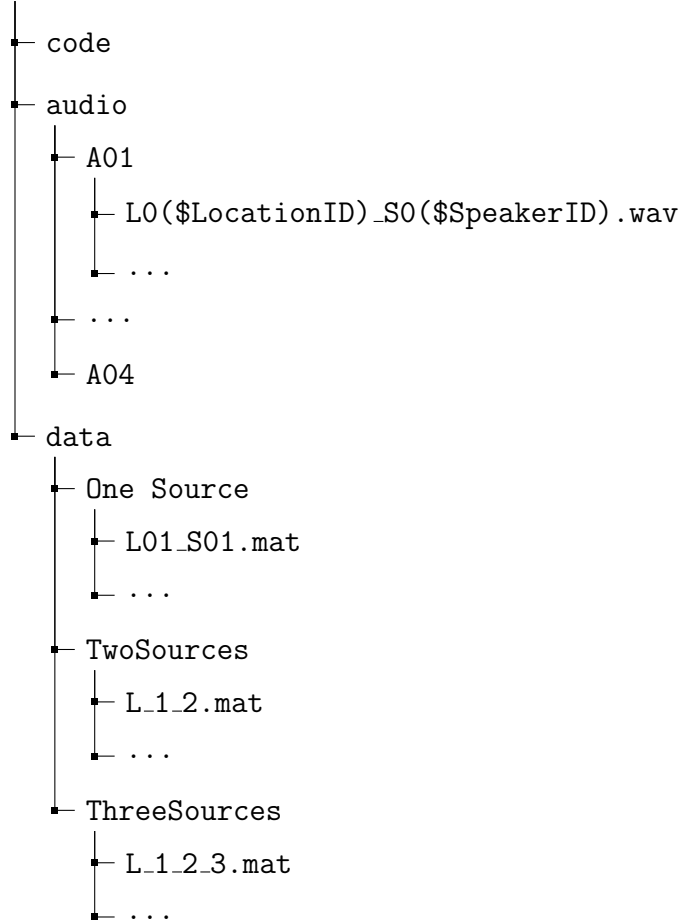 code
audio
A01
L0($LocationID)_S0($SpeakerID).wav
...
...
A04
data
One Source
L01_S01.mat
...
TwoSources
L_1_2.mat
...
ThreeSources
L_1_2_3.mat
...